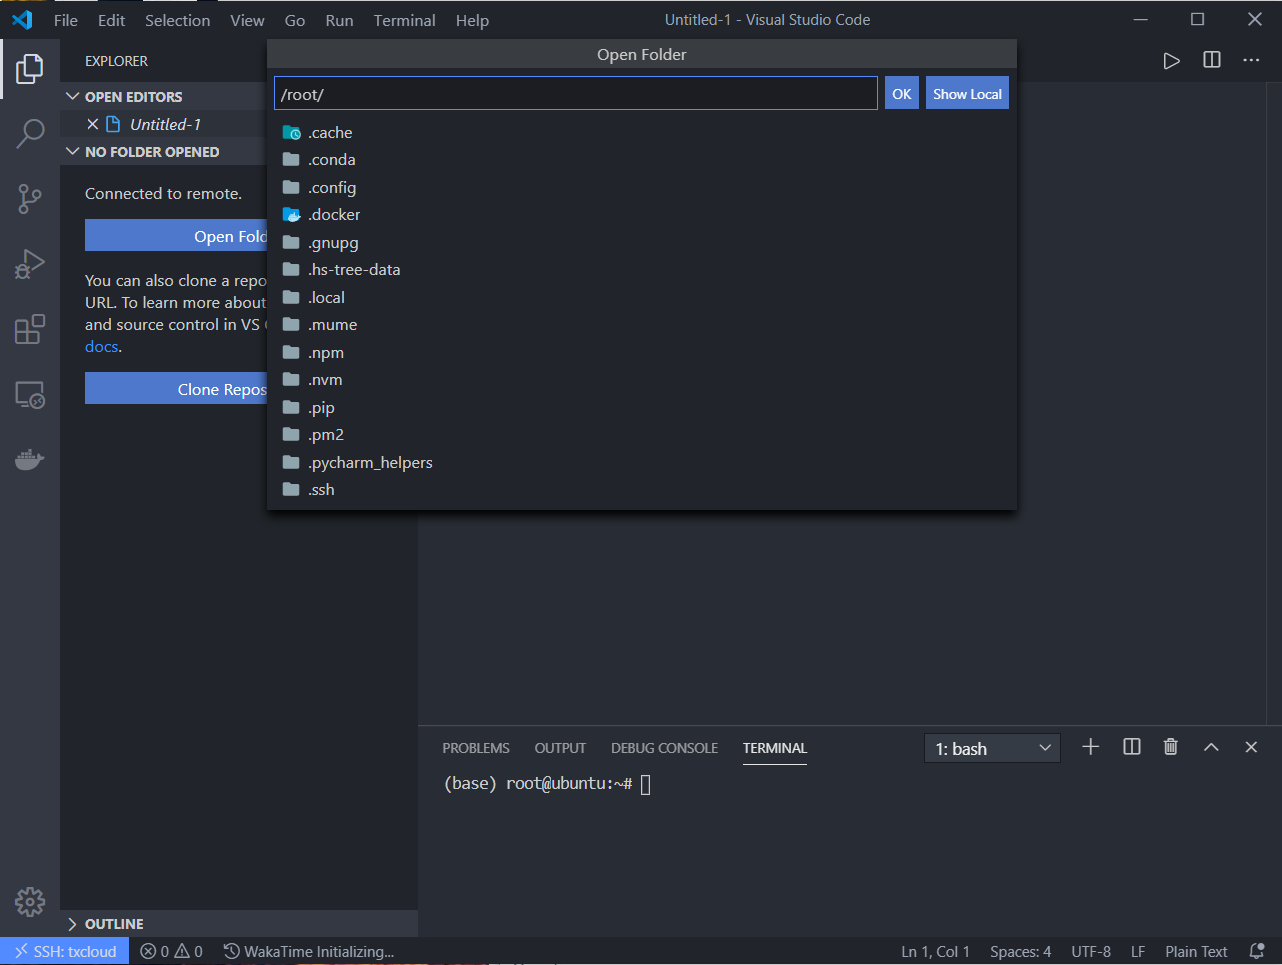 File Edit Selection View Go Run Terminal Help Untitled-1 - Visual Studio Code
EXPLORER
OPEN EDITORS
Untitled-1
NO FOLDER OPENED
Connected to remote.
Open Fold
You can also clone a repo
URL. To learn more about
and source control in VS
docs.
Clone Repos
OUTLINE
Open Folder
/root/
OK
Show Local
.cache
.conda
.config
.docker
.gnupg
.hs-tree-data
.local
.mume
.npm
.nvm
.pip
.pm2
.pycharm_helpers
.ssh
PROBLEMS OUTPUT DEBUG CONSOLE TERMINAL 1: bash
(base) root@ubuntu:~#
SSH: txcloud 0 0 WakaTime Initializing... Ln 1, Col 1 Spaces: 4 UTF-8 LF Plain Text